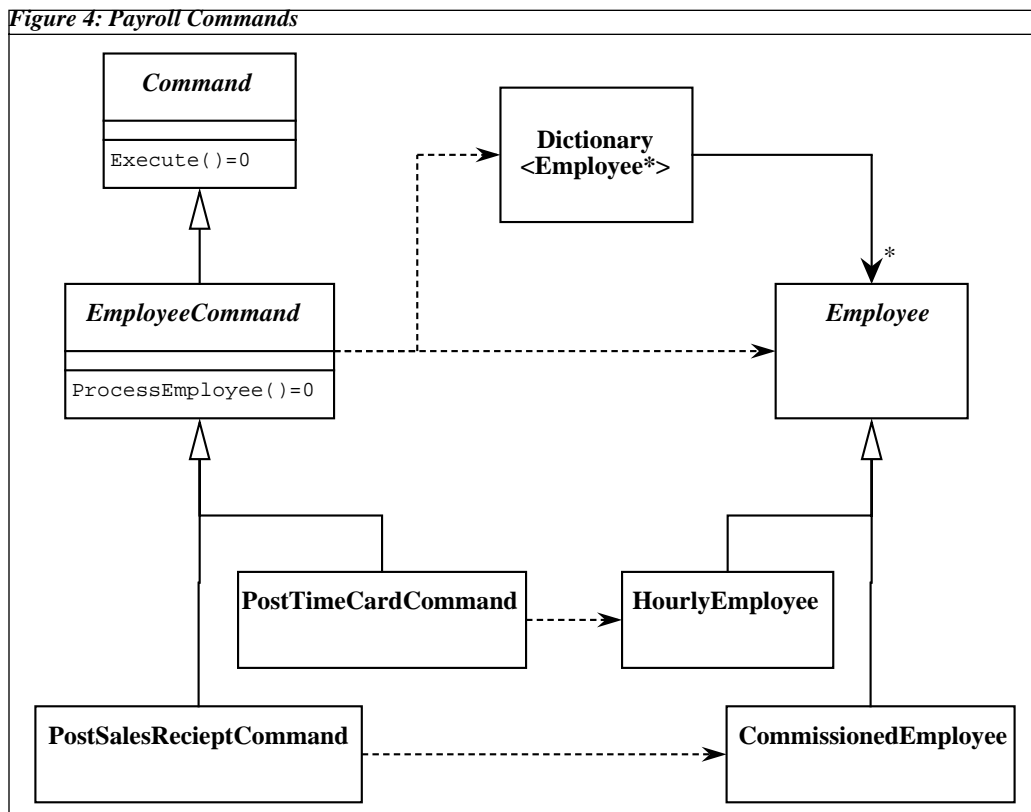 Figure 4: Payroll Commands
Command
Execute()=0
Dictionary
<Employee*>
*
EmployeeCommand
ProcessEmployee()=0
Employee
PostTimeCardCommand
HourlyEmployee
PostSalesRecieptCommand
CommissionedEmployee